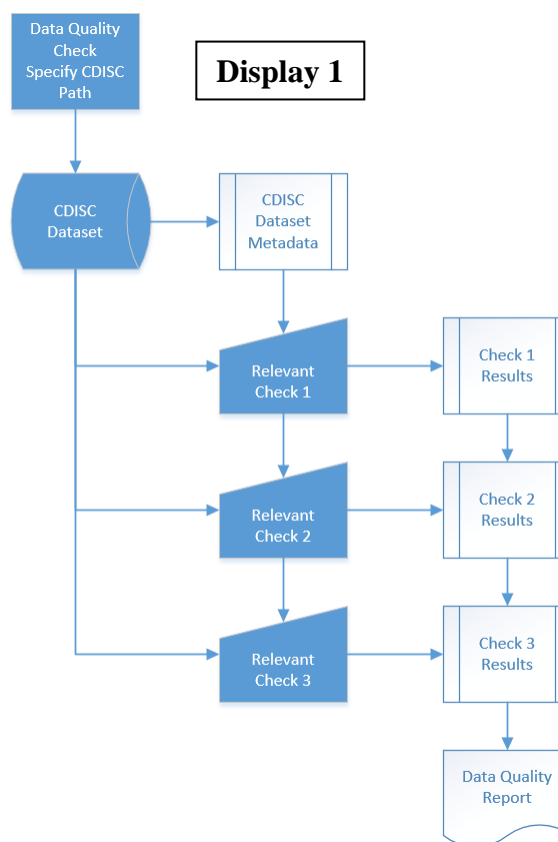 Data Quality
Check
Specify CDISC
Path
Display 1
CDISC
Dataset
CDISC
Dataset
Metadata
Relevant
Check 1
Check 1
Results
Relevant
Check 2
Check 2
Results
Relevant
Check 3
Check 3
Results
Data Quality
Report